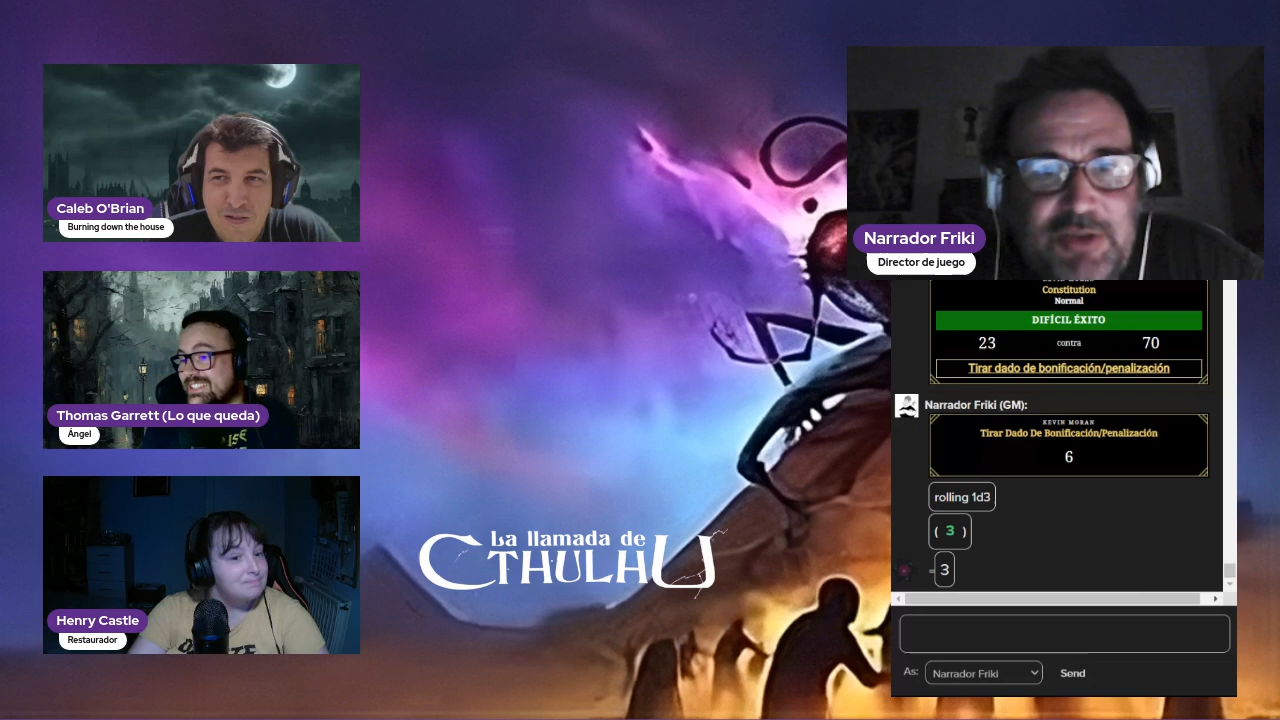 Caleb O'Brian
Burning down the house
Thomas Garrett (Lo que queda)
Ángel
Henry Castle
Restaurador
La llamada de
CTHULHU
Narrador Friki
Director de juego
Constitution
Normal
DIFÍCIL ÉXITO
23 contra 70
Tirar dado de bonificación/penalización
Narrador Friki (GM):
KEVIN MORAN
Tirar Dado De Bonificación/Penalización
6
rolling 1d3
( 3 )
=3
As: Narrador Friki Send